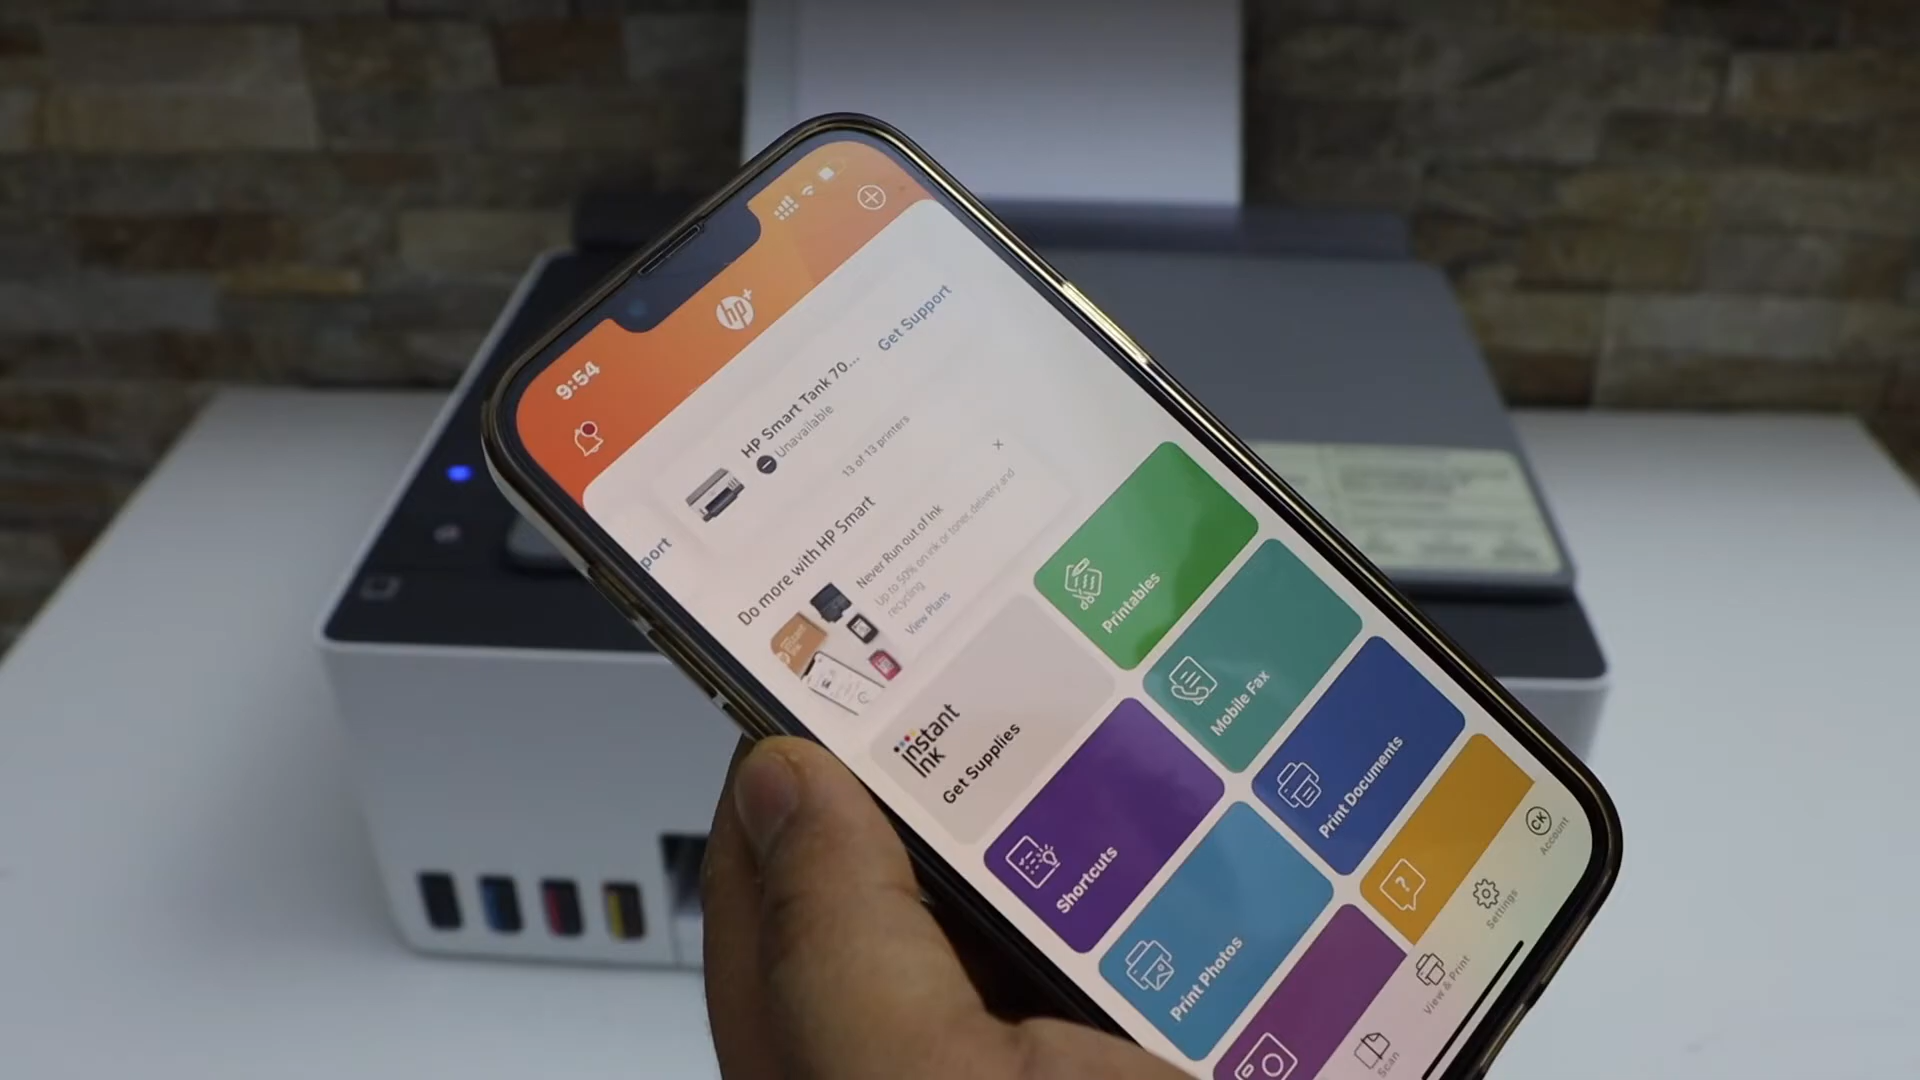 9:54
hp+
HP Smart Tank 70...
Get Support
Unavailable
13 of 13 printers
port
Do more with HP Smart
Never Run out of Ink
Up to 50% on ink or toner, delivery and
recycling
View Plans
Instant
Ink
Get Supplies
Printables
Shortcuts
Mobile Fax
Print Photos
Print Documents
?
Scan
View & Print
Settings
CK
Account